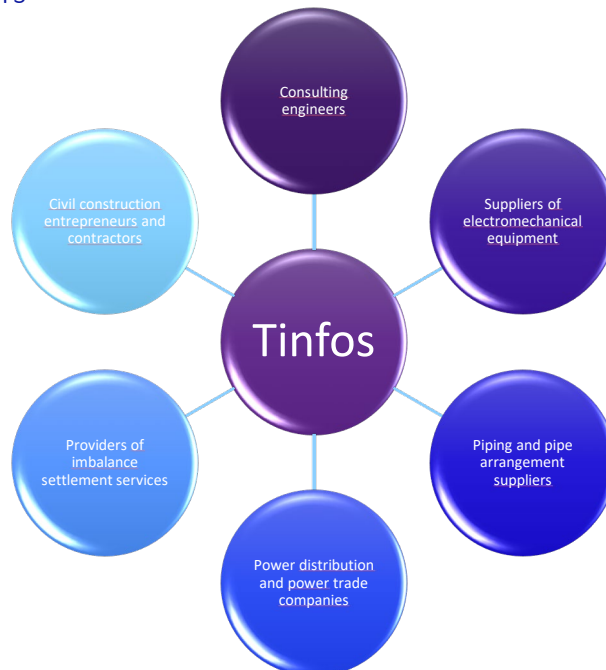 Consulting
engineers
Suppliers of
electromechanical
equipment
Piping and pipe
arrangement
suppliers
Power distribution
and power trade
companies
Providers of
imbalance
settlement services
Civil construction
entrepreneurs and
contractors
Tinfos